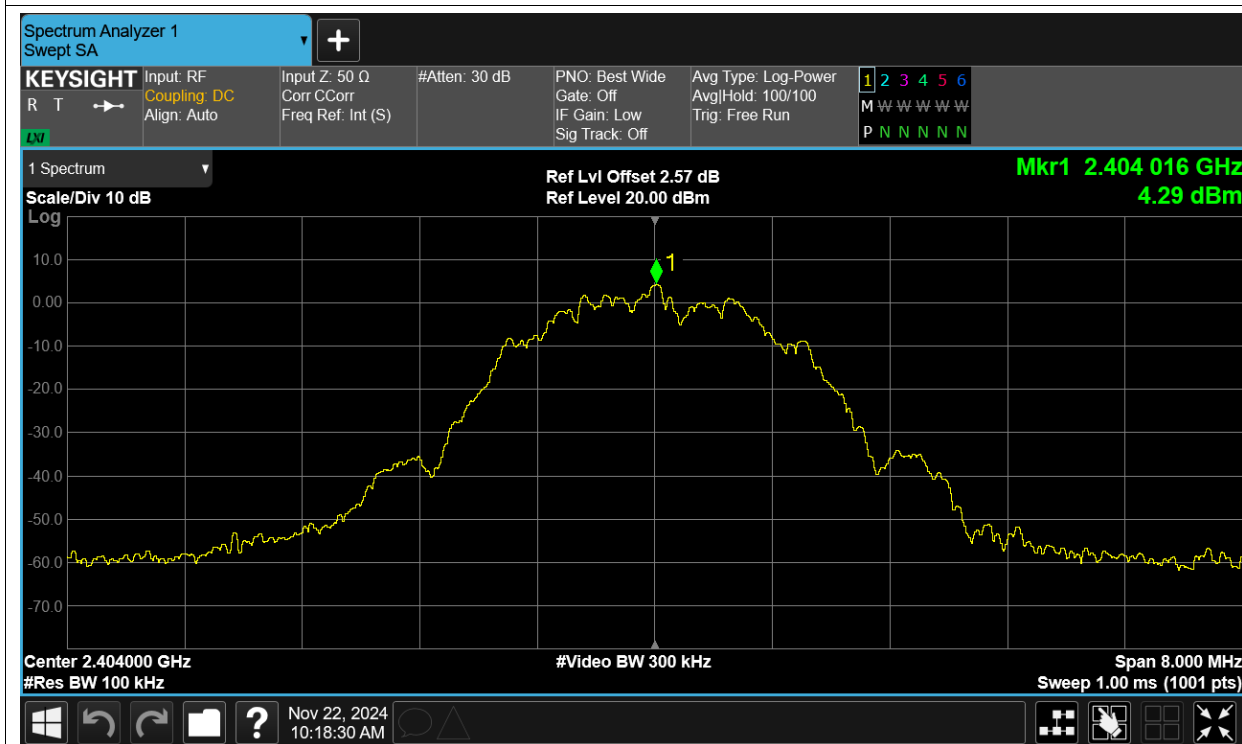 Spectrum Analyzer 1
Swept SA
+
KEYSIGHT
R T
LXI
Input: RF
Coupling: DC
Align: Auto
Input Z: 50 Ω
Corr CCorr
Freq Ref: Int (S)
#Atten: 30 dB
PNO: Best Wide
Gate: Off
IF Gain: Low
Sig Track: Off
Avg Type: Log-Power
Avg|Hold: 100/100
Trig: Free Run
1 2 3 4 5 6
M W W W W W
P N N N N N
1 Spectrum
Scale/Div 10 dB
Log
Ref Lvl Offset 2.57 dB
Ref Level 20.00 dBm
Mkr1 2.404 016 GHz
4.29 dBm
1
10.0
0.00
-10.0
-20.0
-30.0
-40.0
-50.0
-60.0
-70.0
Center 2.404000 GHz
#Res BW 100 kHz
#Video BW 300 kHz
Span 8.000 MHz
Sweep 1.00 ms (1001 pts)
?
Nov 22, 2024
10:18:30 AM